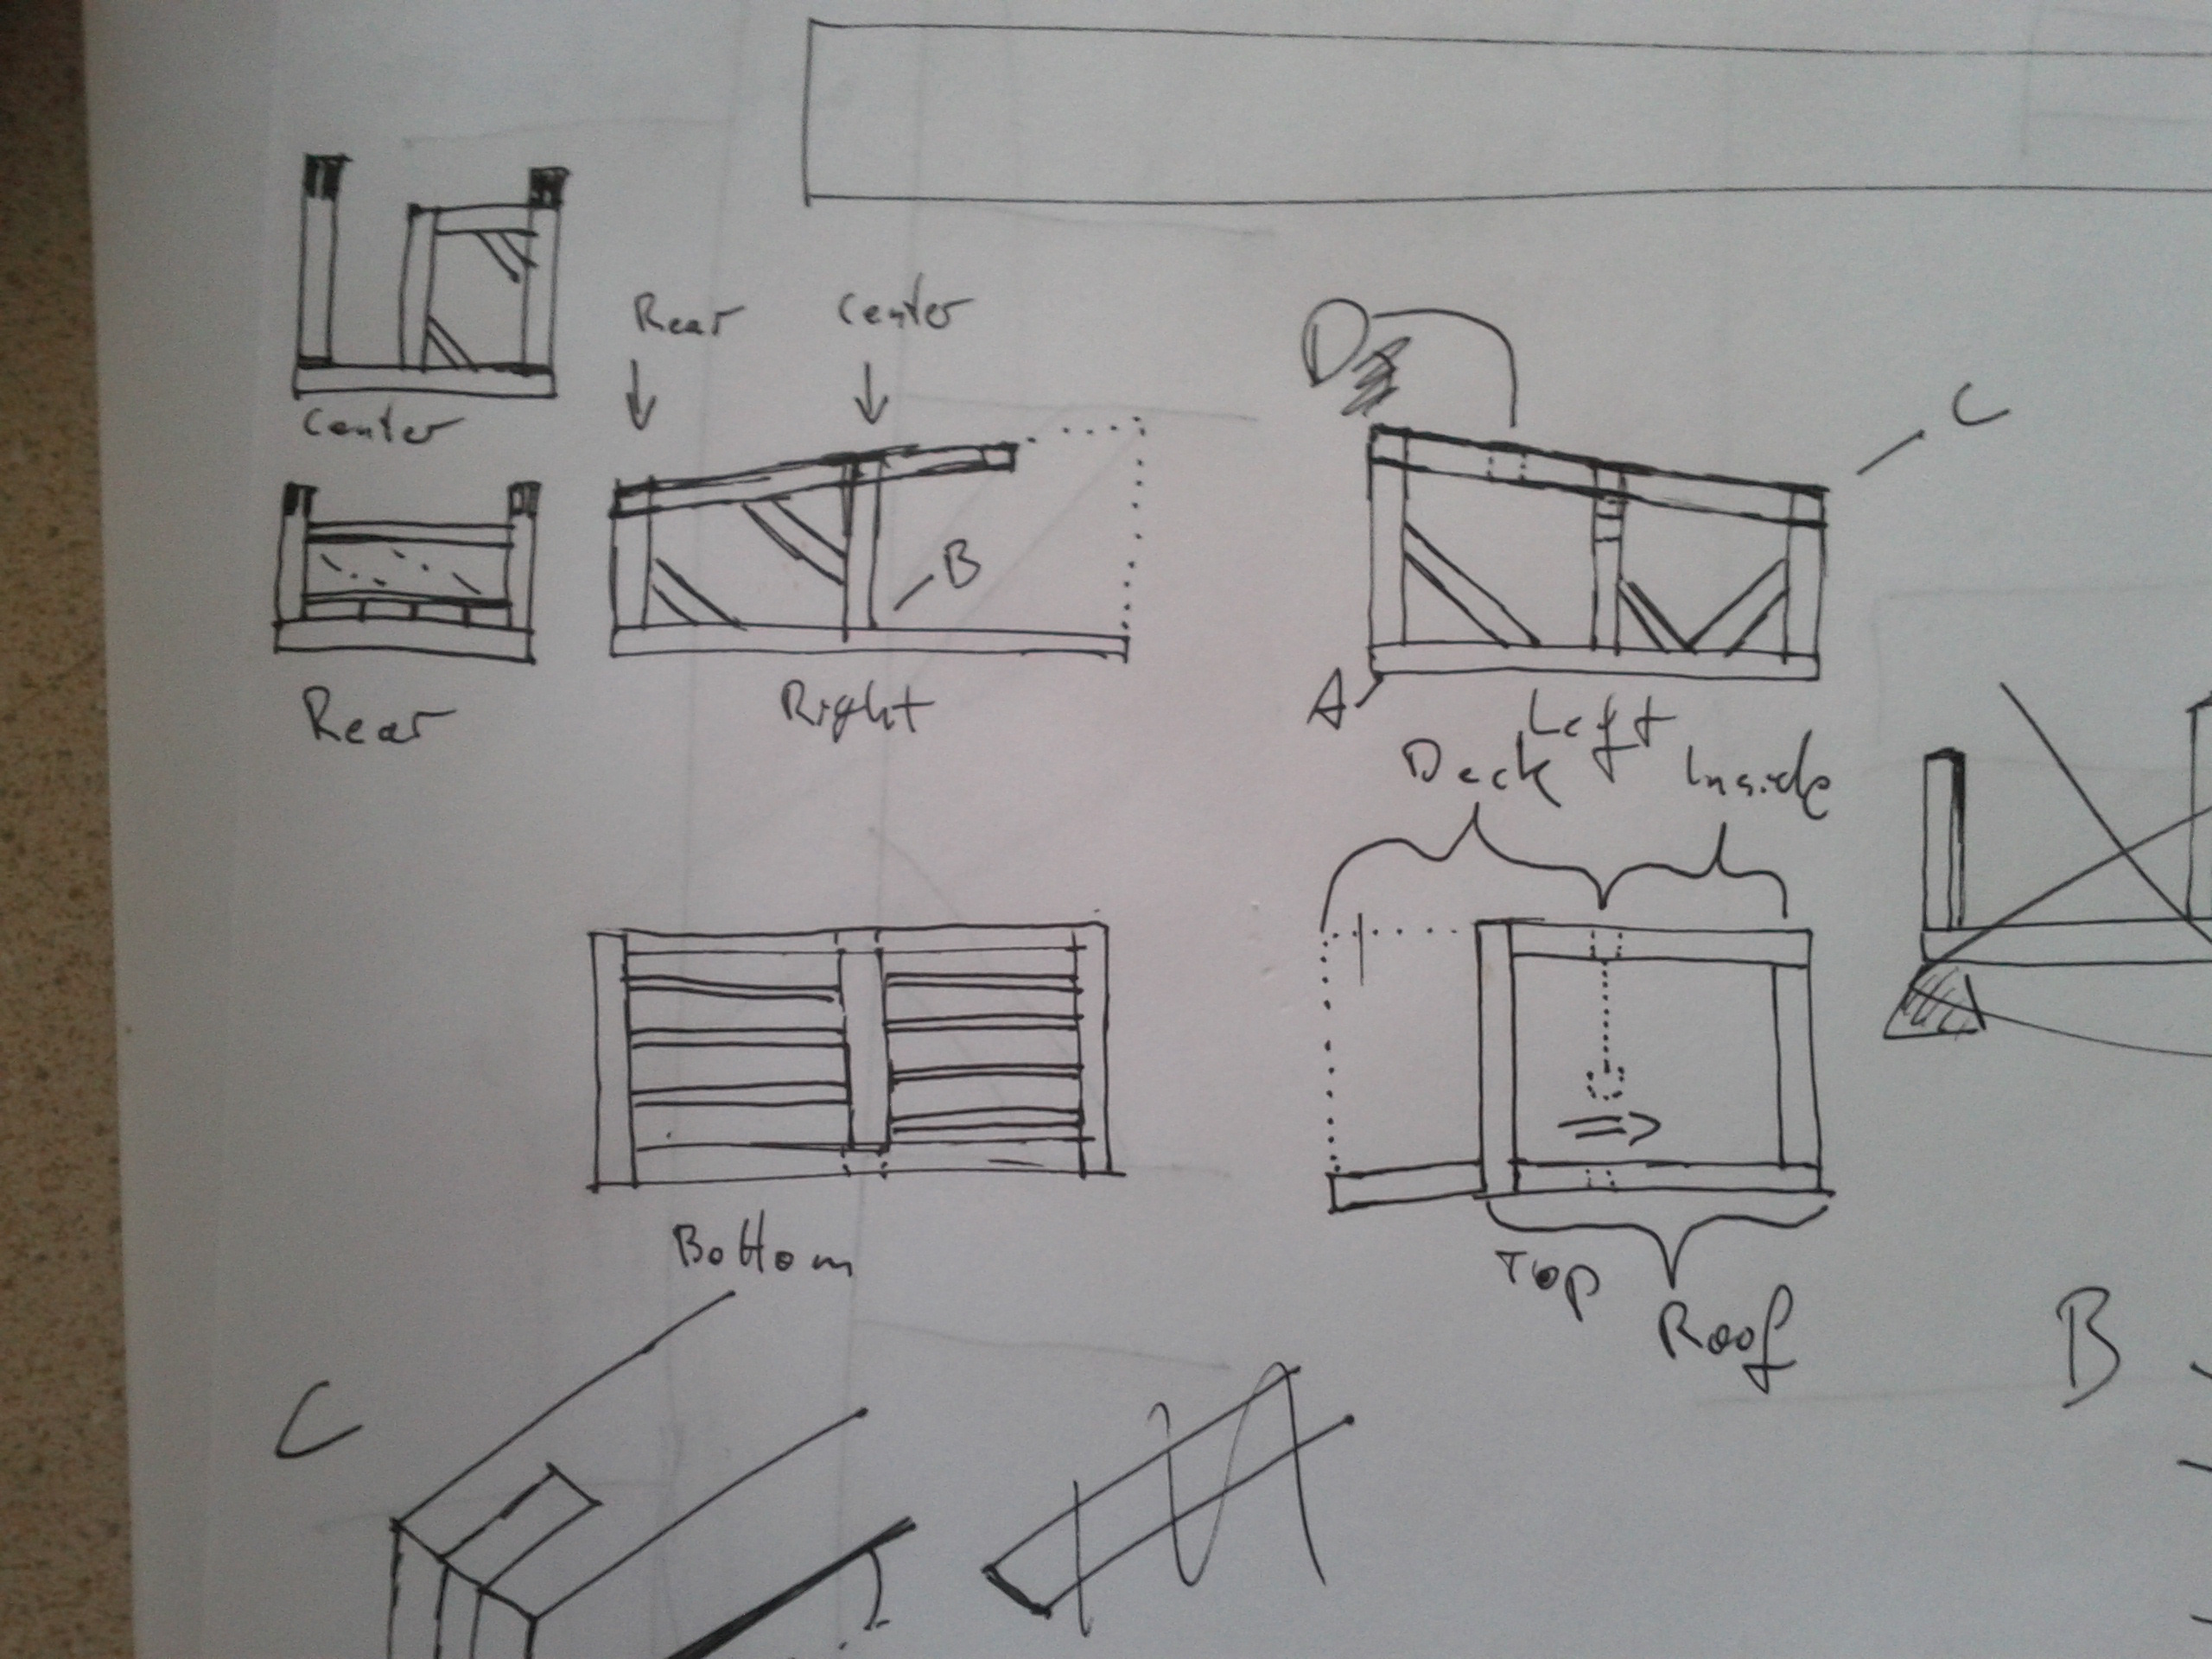 Rear
Center
D
C
Center
B
Rear
Right
A
Left
Deck
Inside
Bottom
Top
Roof
B
C